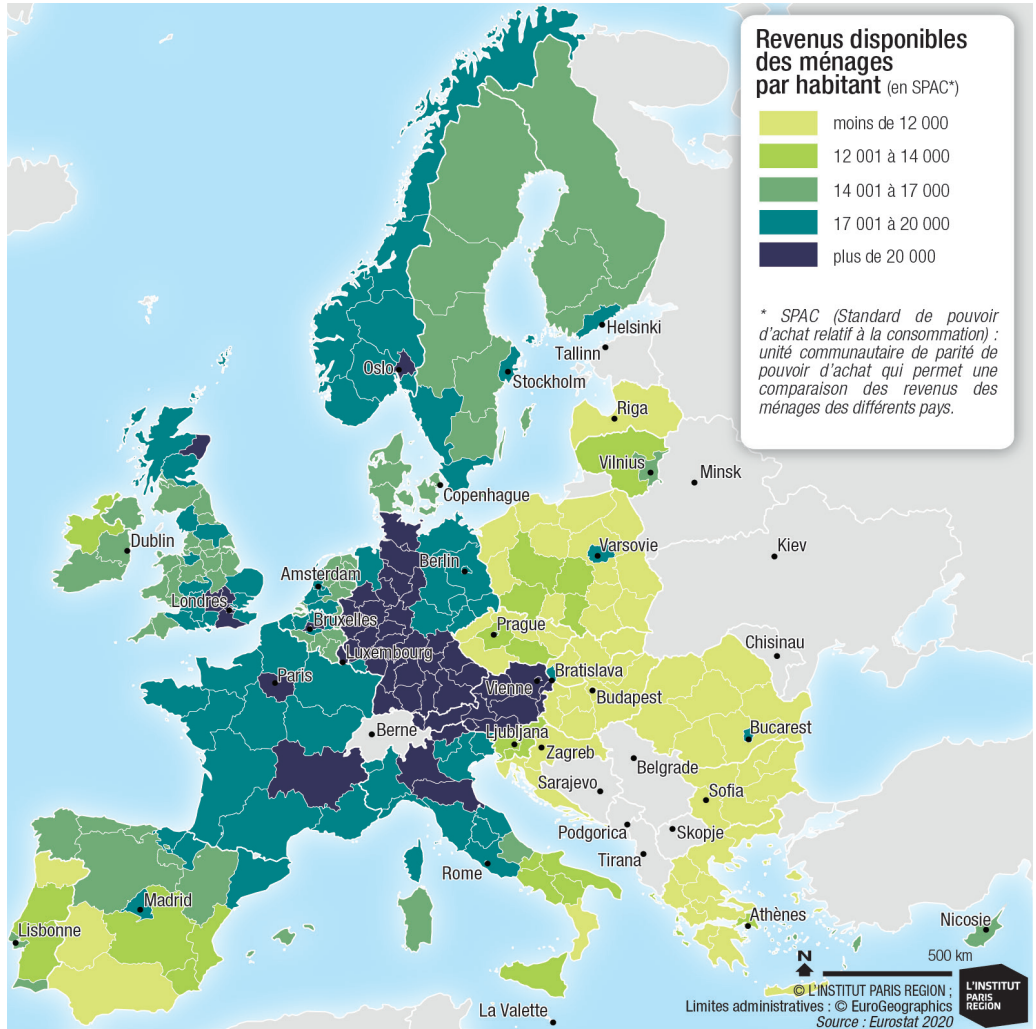 Revenus disponibles
des ménages
par habitant (en SPAC*)
moins de 12 000
12 001 à 14 000
14 001 à 17 000
17 001 à 20 000
plus de 20 000
* SPAC (Standard de pouvoir
d'achat relatif à la consommation) :
unité communautaire de parité de
pouvoir d'achat qui permet une
comparaison des revenus des
ménages des différents pays.
Helsinki
Tallinn
Oslo
Stockholm
Riga
Vilnius
Minsk
Copenhague
Dublin
Varsovie
Kiev
Berlin
Amsterdam
Londres
Bruxelles
Prague
Luxembourg
Chisinau
Paris
Bratislava
Vienne
Budapest
Berne
Ljubljana
Bucarest
Zagreb
Belgrade
Sarajevo
Sofia
Podgorica
Skopje
Tirana
Rome
Madrid
Lisbonne
Athènes
Nicosie
La Valette
N
500 km
© L'INSTITUT PARIS REGION ;
Limites administratives : © EuroGeographics
Source : Eurostat 2020
L'INSTITUT
PARIS
REGION